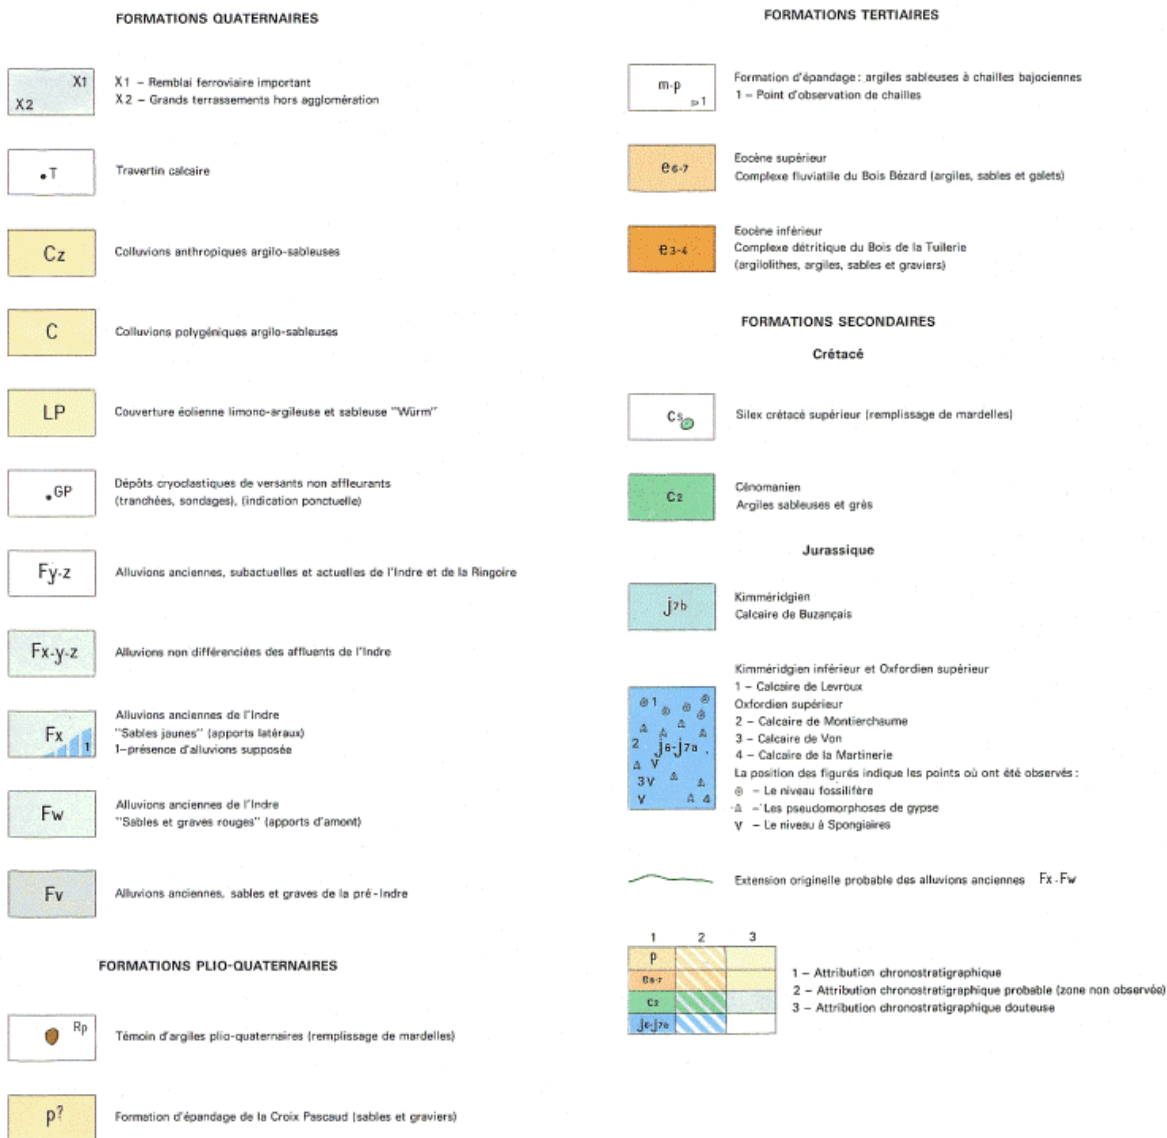 FORMATIONS QUATERNAIRES
X1
X2
X1 – Remblai ferroviaire important
X2 – Grands terrassements hors agglomération
T
Travertin calcaire
Cz
Colluvions anthropiques argilo-sableuses
C
Colluvions polygéniques argilo-sableuses
LP
Couverture éolienne limono-argileuse et sableuse "Würm"
GP
Dépôts cryoclastiques de versants non affleurants
(tranchées, sondages), (indication ponctuelle)
Fy-z
Alluvions anciennes, subactuelles et actuelles de l'Indre et de la Ringoire
Fx-y-z
Alluvions non différenciées des affluents de l'Indre
Fx
1
Alluvions anciennes de l'Indre
"Sables jaunes" (apports latéraux)
1–présence d'alluvions supposée
Fw
Alluvions anciennes de l'Indre
"Sables et graves rouges" (apports d'amont)
Fv
Alluvions anciennes, sables et graves de la pré-Indre
FORMATIONS PLIO-QUATERNAIRES
Rp
Témoin d'argiles plio-quaternaires (remplissage de mardelles)
p?
Formation d'épandage de la Croix Pascaud (sables et graviers)
FORMATIONS TERTIAIRES
m-p
1
Formation d'épandage : argiles sableuses à chailles bajociennes
1 – Point d'observation de chailles
e6-7
Eocène supérieur
Complexe fluviatile du Bois Bézard (argiles, sables et galets)
e3-4
Eocène inférieur
Complexe détritique du Bois de la Tuilerie
(argilolithes, argiles, sables et graviers)
FORMATIONS SECONDAIRES
Crétacé
C5
Silex crétacé supérieur (remplissage de mardelles)
C2
Cénomanien
Argiles sableuses et grès
Jurassique
j7b
Kimméridgien
Calcaire de Buzançais
1
2
j6-j7a
V
3V
V
4
Kimméridgien inférieur et Oxfordien supérieur
1 – Calcaire de Levroux
Oxfordien supérieur
2 – Calcaire de Montierchaume
3 – Calcaire de Von
4 – Calcaire de la Martinerie
La position des figurés indique les points où ont été observés :
– Le niveau fossilifère
– Les pseudomorphoses de gypse
V – Le niveau à Spongiaires
Extension originelle probable des alluvions anciennes Fx-Fw
1 2 3
p
e6-7
C2
j6-j7a
1 – Attribution chronostratigraphique
2 – Attribution chronostratigraphique probable (zone non observée)
3 – Attribution chronostratigraphique douteuse